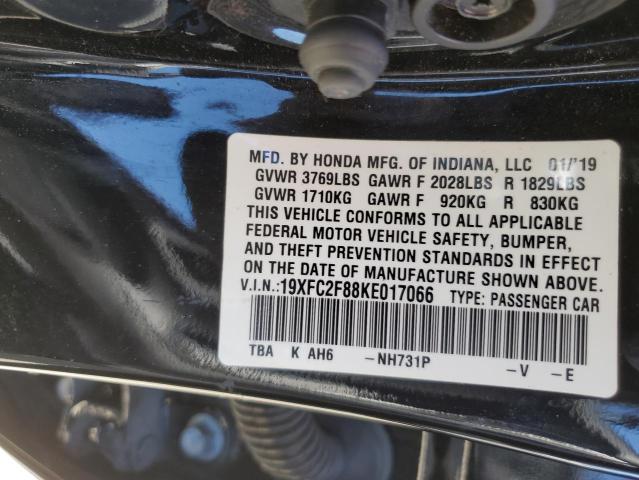 MFD. BY HONDA MFG. OF INDIANA, LLC 01/'19
GVWR 3769LBS GAWR F 2028LBS R 1829LBS
GVWR 1710KG GAWR F 920KG R 830KG
THIS VEHICLE CONFORMS TO ALL APPLICABLE
FEDERAL MOTOR VEHICLE SAFETY, BUMPER,
AND THEFT PREVENTION STANDARDS IN EFFECT
ON THE DATE OF MANUFACTURE SHOWN ABOVE.
V.I.N.:19XFC2F88KE017066 TYPE: PASSENGER CAR
TBA K AH6 -NH731P -V -E